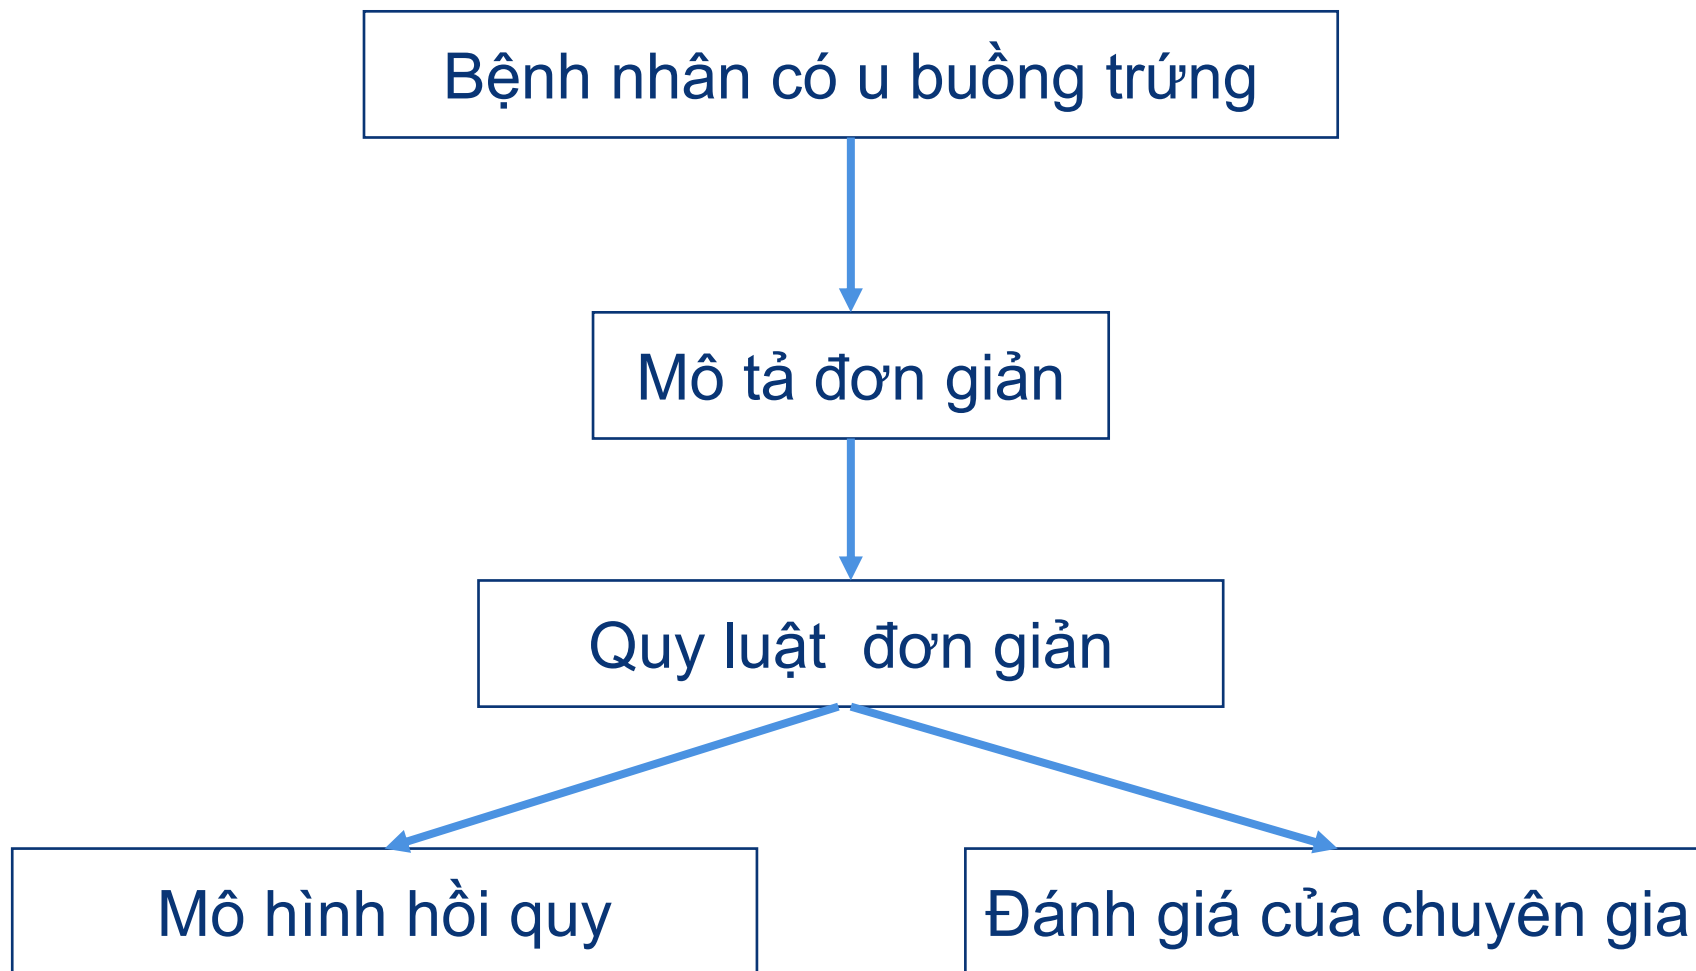 Bệnh nhân có u buồng trứng
Mô tả đơn giản
Quy luật đơn giản
Mô hình hồi quy
Đánh giá của chuyên gia